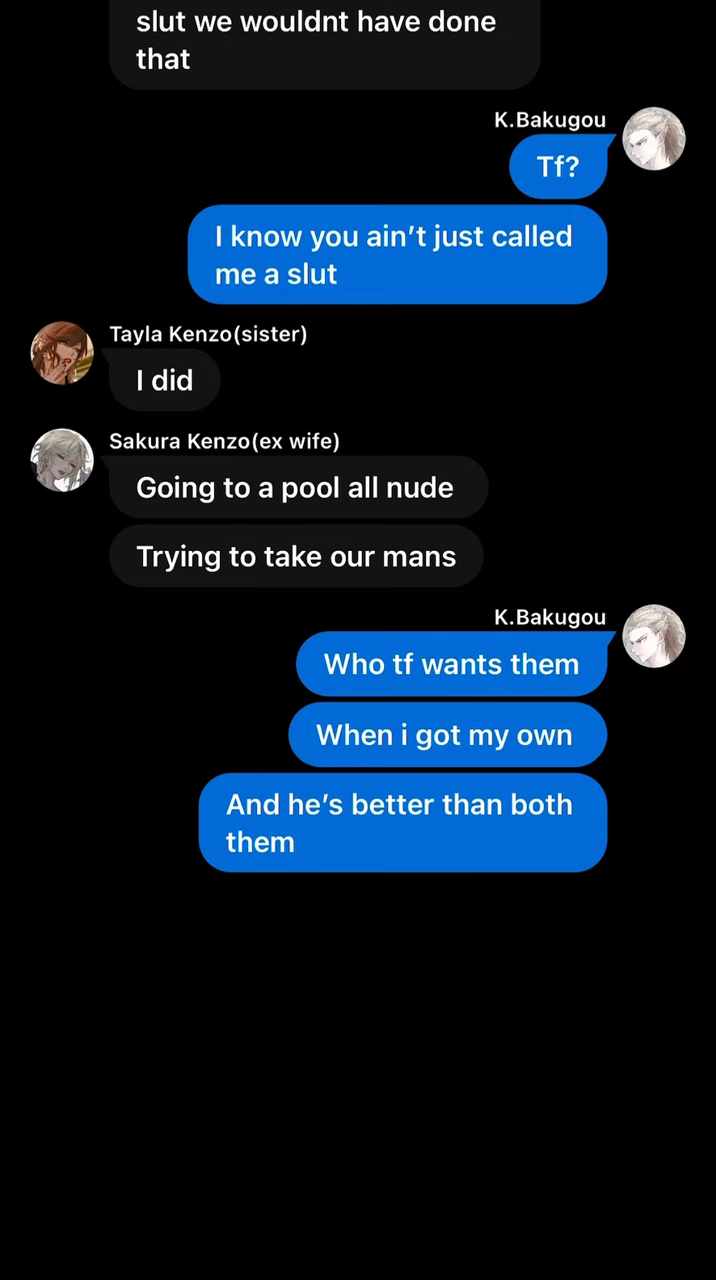 slut we wouldnt have done
that
K.Bakugou
Tf?
I know you ain’t just called
me a slut
Tayla Kenzo(sister)
I did
Sakura Kenzo(ex wife)
Going to a pool all nude
Trying to take our mans
K.Bakugou
Who tf wants them
When i got my own
And he’s better than both
them